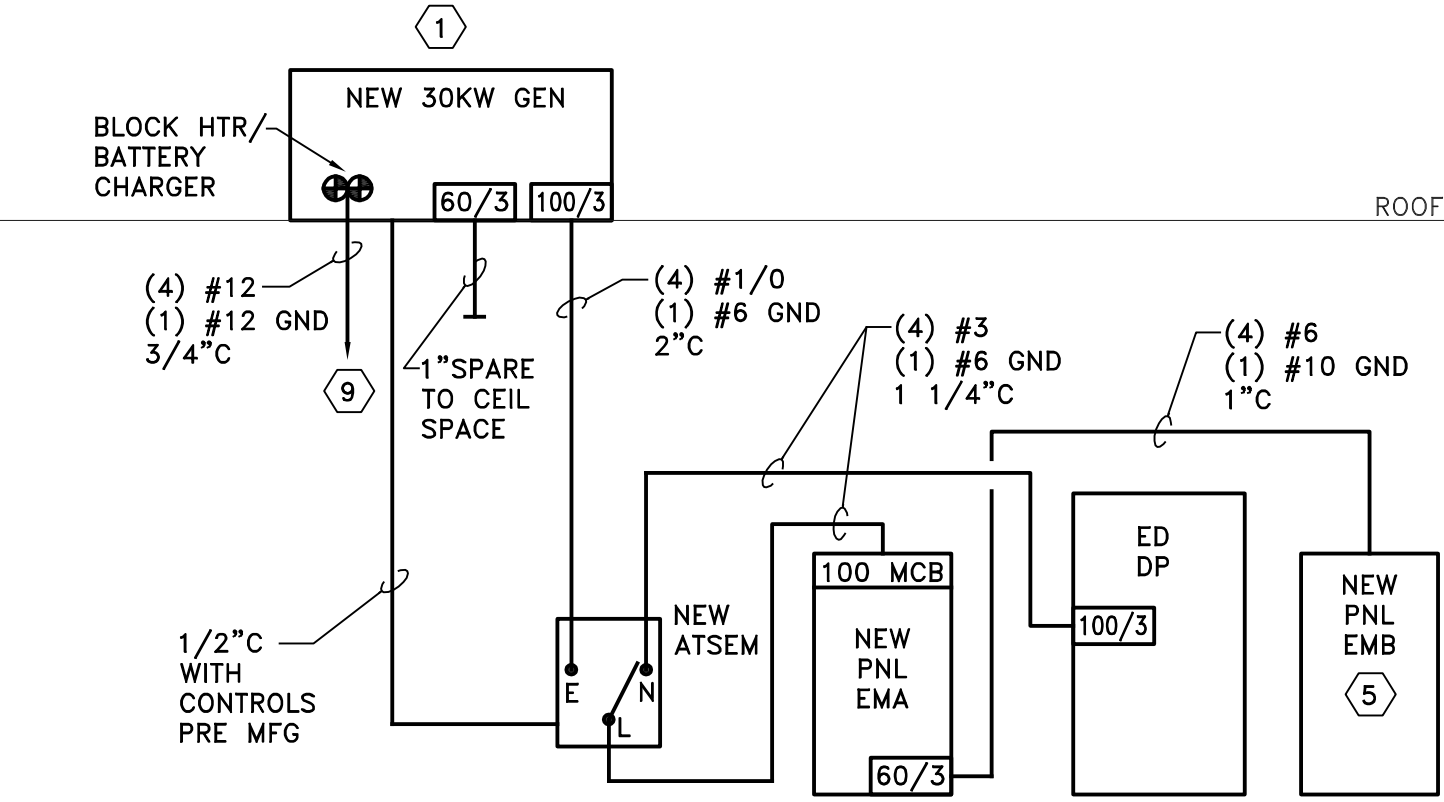 1
NEW 30KW GEN
BLOCK HTR/
BATTERY
CHARGER
60/3
100/3
ROOF
(4) #12
(1) #12 GND
3/4"C
9
1"SPARE
TO CEIL
SPACE
(4) #1/0
(1) #6 GND
2"C
(4) #3
(1) #6 GND
1 1/4"C
(4) #6
(1) #10 GND
1"C
1/2"C
WITH
CONTROLS
PRE MFG
NEW
ATSEM
E
N
L
100 MCB
NEW
PNL
EMA
60/3
ED
DP
100/3
NEW
PNL
EMB
5